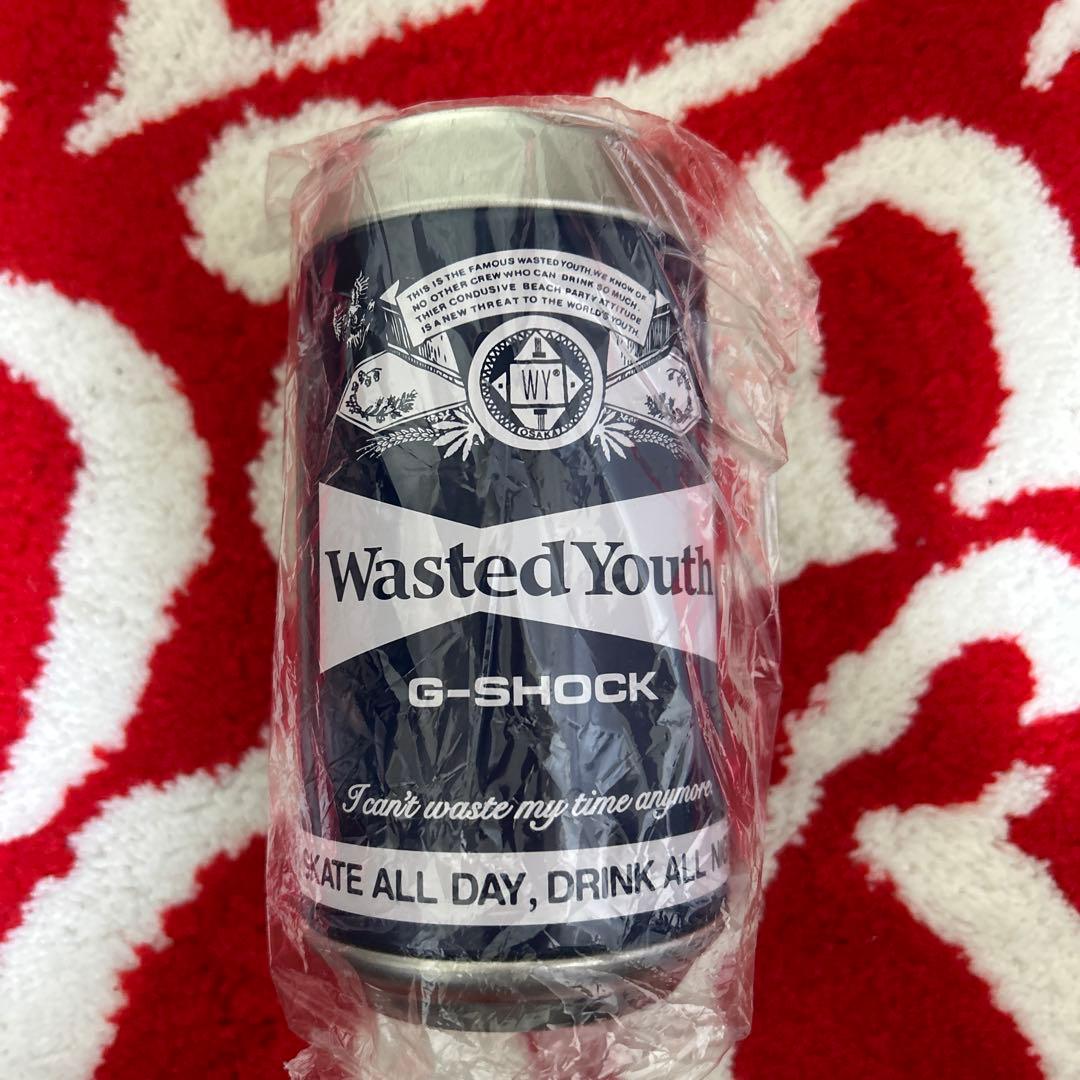 THIS IS THE FAMOUS WASTED YOUTH. WE KNOW OF
NO OTHER CREW WHO CAN DRINK SO MUCH.
THIER CONDUSIVE BEACH PARTY ATTITUDE
IS A NEW THREAT TO THE WORLD'S YOUTH.
WY®
OSAKA
Wasted Youth
G-SHOCK
I can't waste my time anymore.
SKATE ALL DAY, DRINK ALL